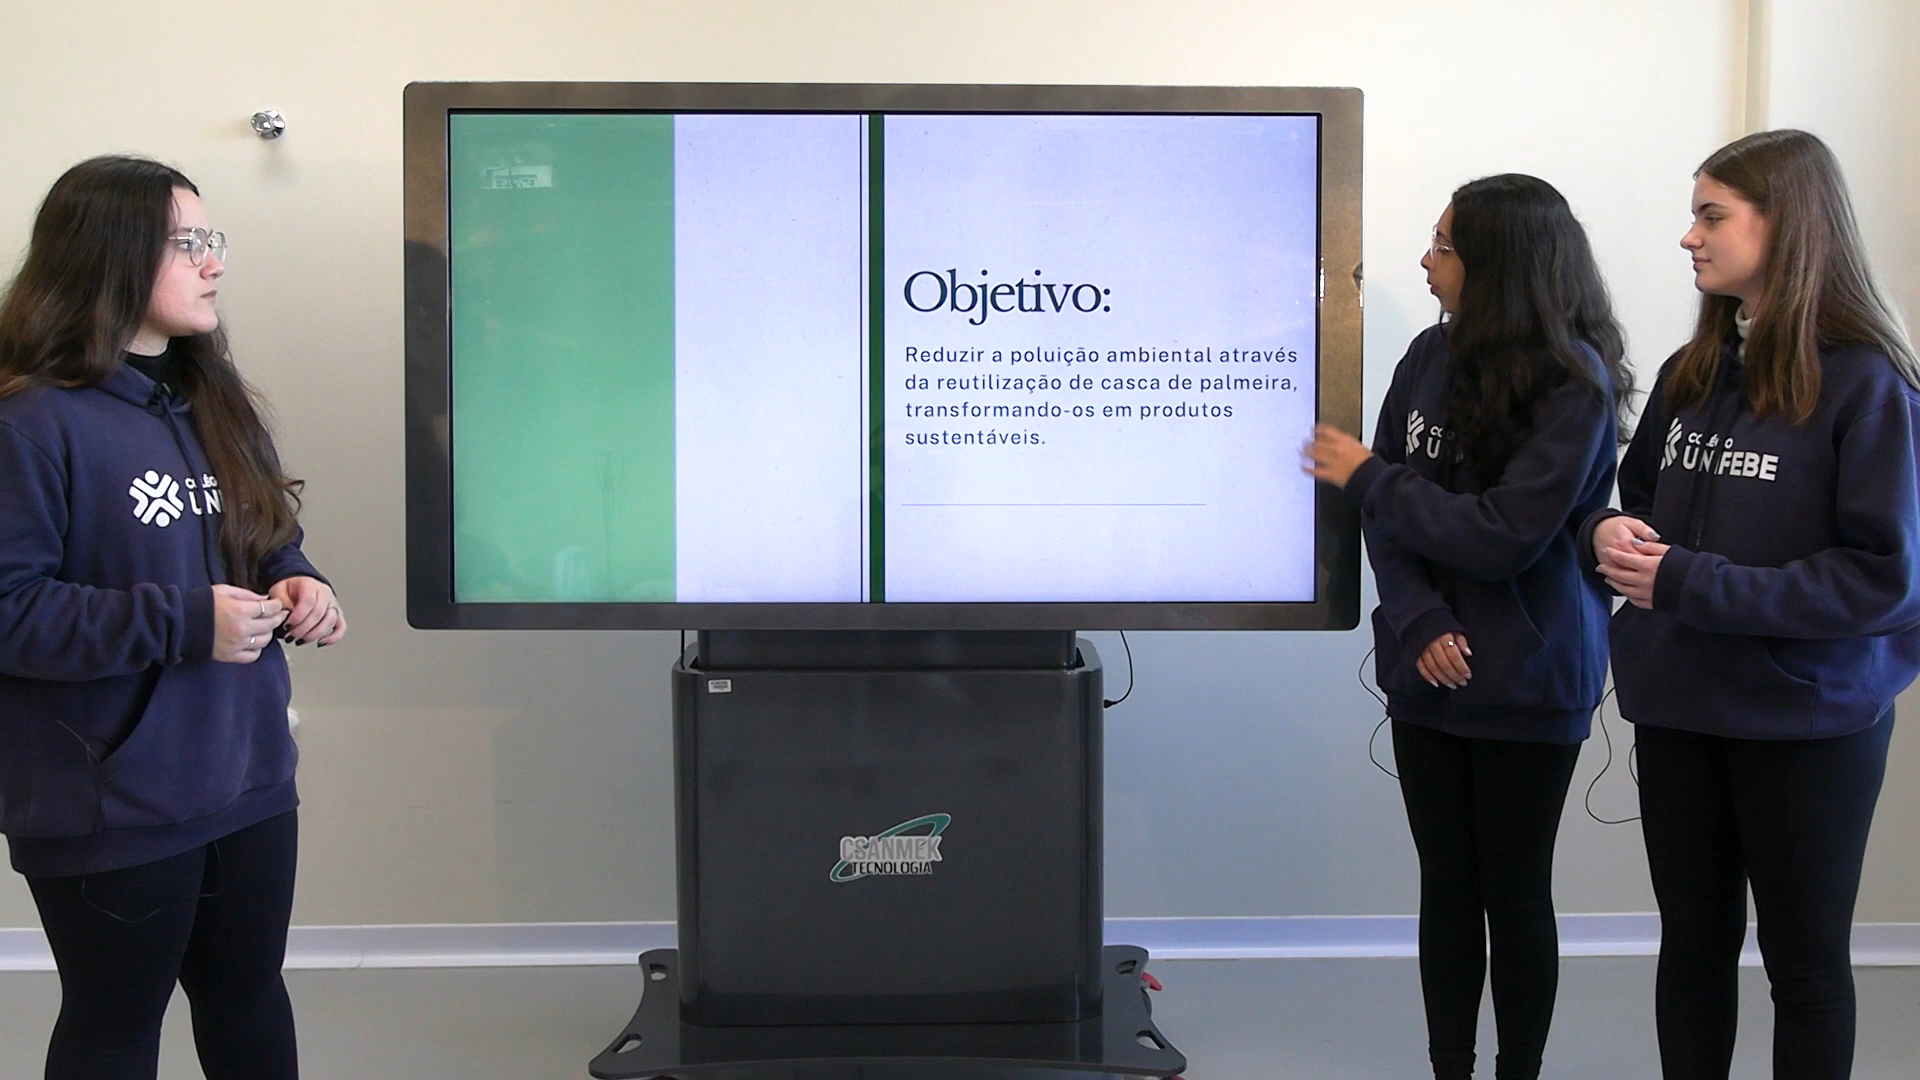 Objetivo:
Reduzir a poluição ambiental através
da reutilização de casca de palmeira,
transformando-os em produtos
sustentáveis.
UNIFEBE
CSANMEK
TECNOLOGIA